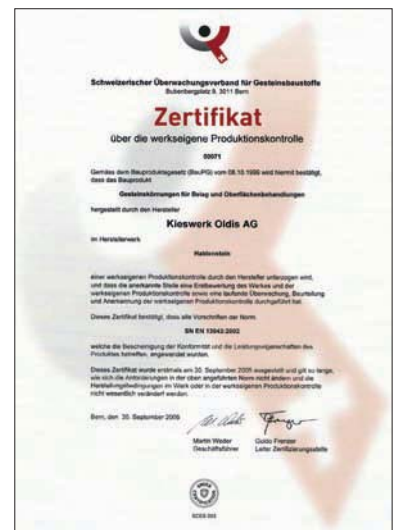 Schweizerischer Überwachungsverband für Gesteinsbaustoffe
Bubenbergplatz 9, 3011 Bern
Zertifikat
über die werkseigene Produktionskontrolle
Gemäss dem Bauproduktegesetz (BauPG) vom 08.10.1999 wird hiermit bestätigt,
dass das Bauprodukt
Gesteinskörnungen für Belag und Oberflächenbehandlungen
hergestellt durch den Hersteller
Kieswerk Oldis AG
im Herstellerwerk
Haldenstein
einer werkseigenen Produktionskontrolle durch den Hersteller unterzogen wird,
und dass die anerkannte Stelle eine Erstbewertung des Werkes und der
werkseigenen Produktionskontrolle sowie eine laufende Überwachung, Beurteilung
und Anerkennung der werkseigenen Produktionskontrolle durchgeführt hat.
Dieses Zertifikat bestätigt, dass alle Vorschriften der Norm
SN EN 13043:2002
welche die Bescheinigung der Konformität und die Leistungseigenschaften des
Produktes betreffen, angewendet wurden.
Dieses Zertifikat wurde erstmals am 30. September 2005 ausgestellt und gilt so lange,
wie sich die Anforderungen in der oben angeführten Norm nicht ändern und die
Herstellungsbedingungen im Werk oder in der werkseigenen Produktionskontrolle
nicht wesentlich verändert werden.
Bern, den 30. September 2009
Martin Weder
Geschäftsführer
Guido Frenzer
Leiter Zertifizierungsstelle